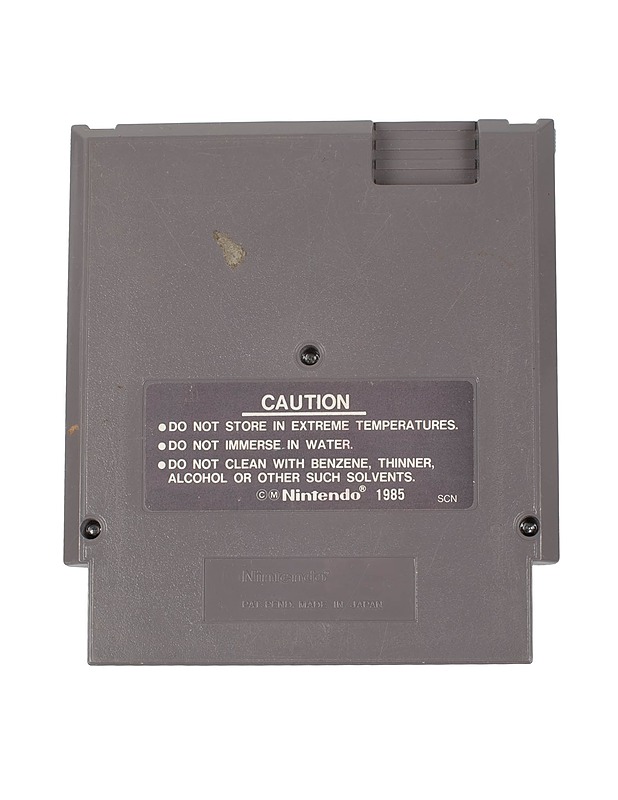 CAUTION
●DO NOT STORE IN EXTREME TEMPERATURES.
●DO NOT IMMERSE IN WATER.
●DO NOT CLEAN WITH BENZENE, THINNER,
ALCOHOL OR OTHER SUCH SOLVENTS.
©Ⓜ Nintendo® 1985 SCN
Nintendo®
PAT. PEND. MADE IN JAPAN